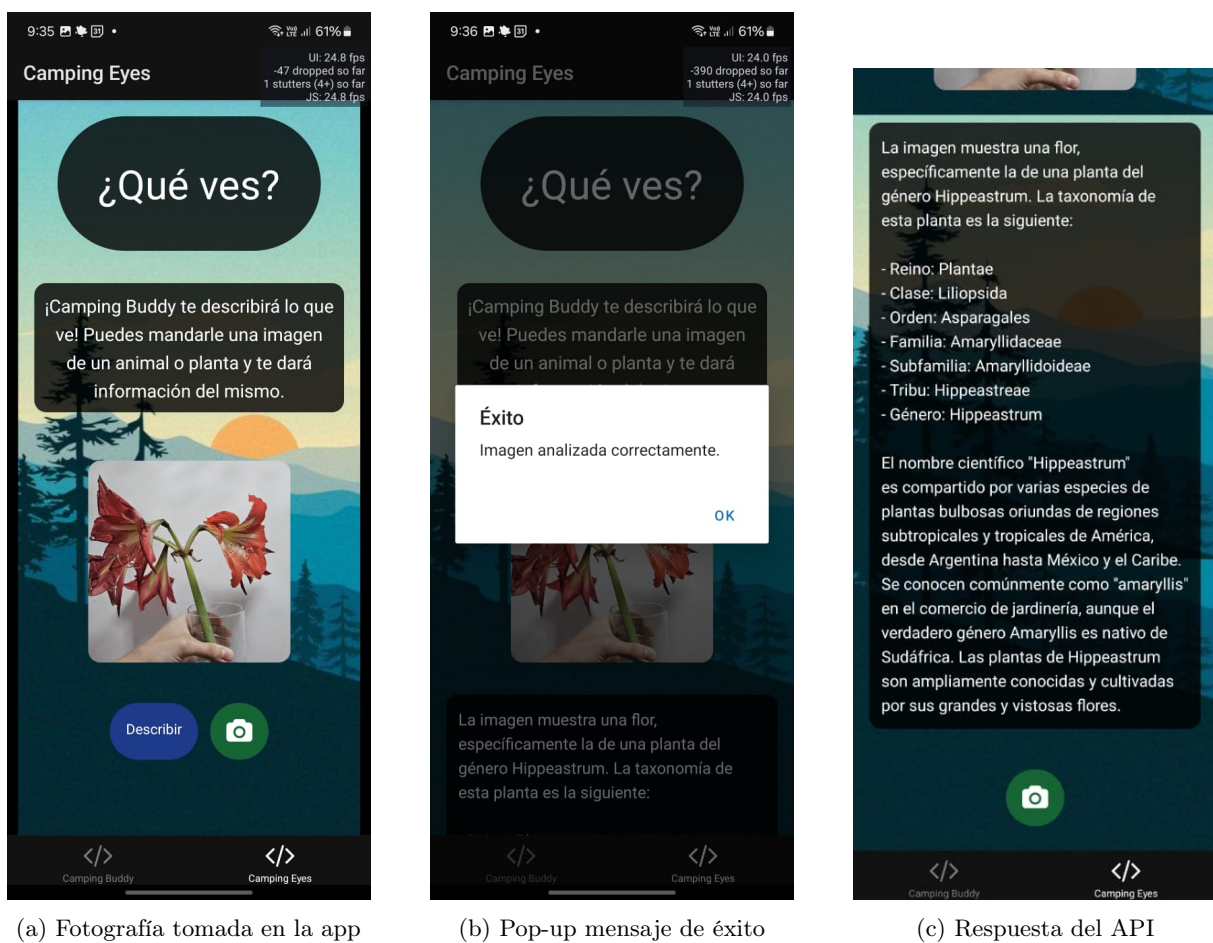 9:35
61%
UI: 24.8 fps
-47 dropped so far
1 stutters (4+) so far
JS: 24.8 fps
Camping Eyes
¿Qué ves?
¡Camping Buddy te describirá lo que
ve! Puedes mandarle una imagen
de un animal o planta y te dará
información del mismo.
Describir
Camping Buddy
Camping Eyes
(a) Fotografía tomada en la app
9:36
61%
UI: 24.0 fps
-390 dropped so far
1 stutters (4+) so far
JS: 24.0 fps
Camping Eyes
¿Qué ves?
¡Camping Buddy te describirá lo que
ve! Puedes mandarle una imagen
de un animal o planta y te dará
Éxito
Imagen analizada correctamente.
OK
La imagen muestra una flor,
específicamente la de una planta del
género Hippeastrum. La taxonomía de
esta planta es la siguiente:
Camping Buddy
Camping Eyes
(b) Pop-up mensaje de éxito
La imagen muestra una flor,
específicamente la de una planta del
género Hippeastrum. La taxonomía de
esta planta es la siguiente:
- Reino: Plantae
- Clase: Liliopsida
- Orden: Asparagales
- Familia: Amaryllidaceae
- Subfamilia: Amaryllidoideae
- Tribu: Hippeastreae
- Género: Hippeastrum
El nombre científico "Hippeastrum"
es compartido por varias especies de
plantas bulbosas oriundas de regiones
subtropicales y tropicales de América,
desde Argentina hasta México y el Caribe.
Se conocen comúnmente como "amaryllis"
en el comercio de jardinería, aunque el
verdadero género Amaryllis es nativo de
Sudáfrica. Las plantas de Hippeastrum
son ampliamente conocidas y cultivadas
por sus grandes y vistosas flores.
Camping Buddy
Camping Eyes
(c) Respuesta del API